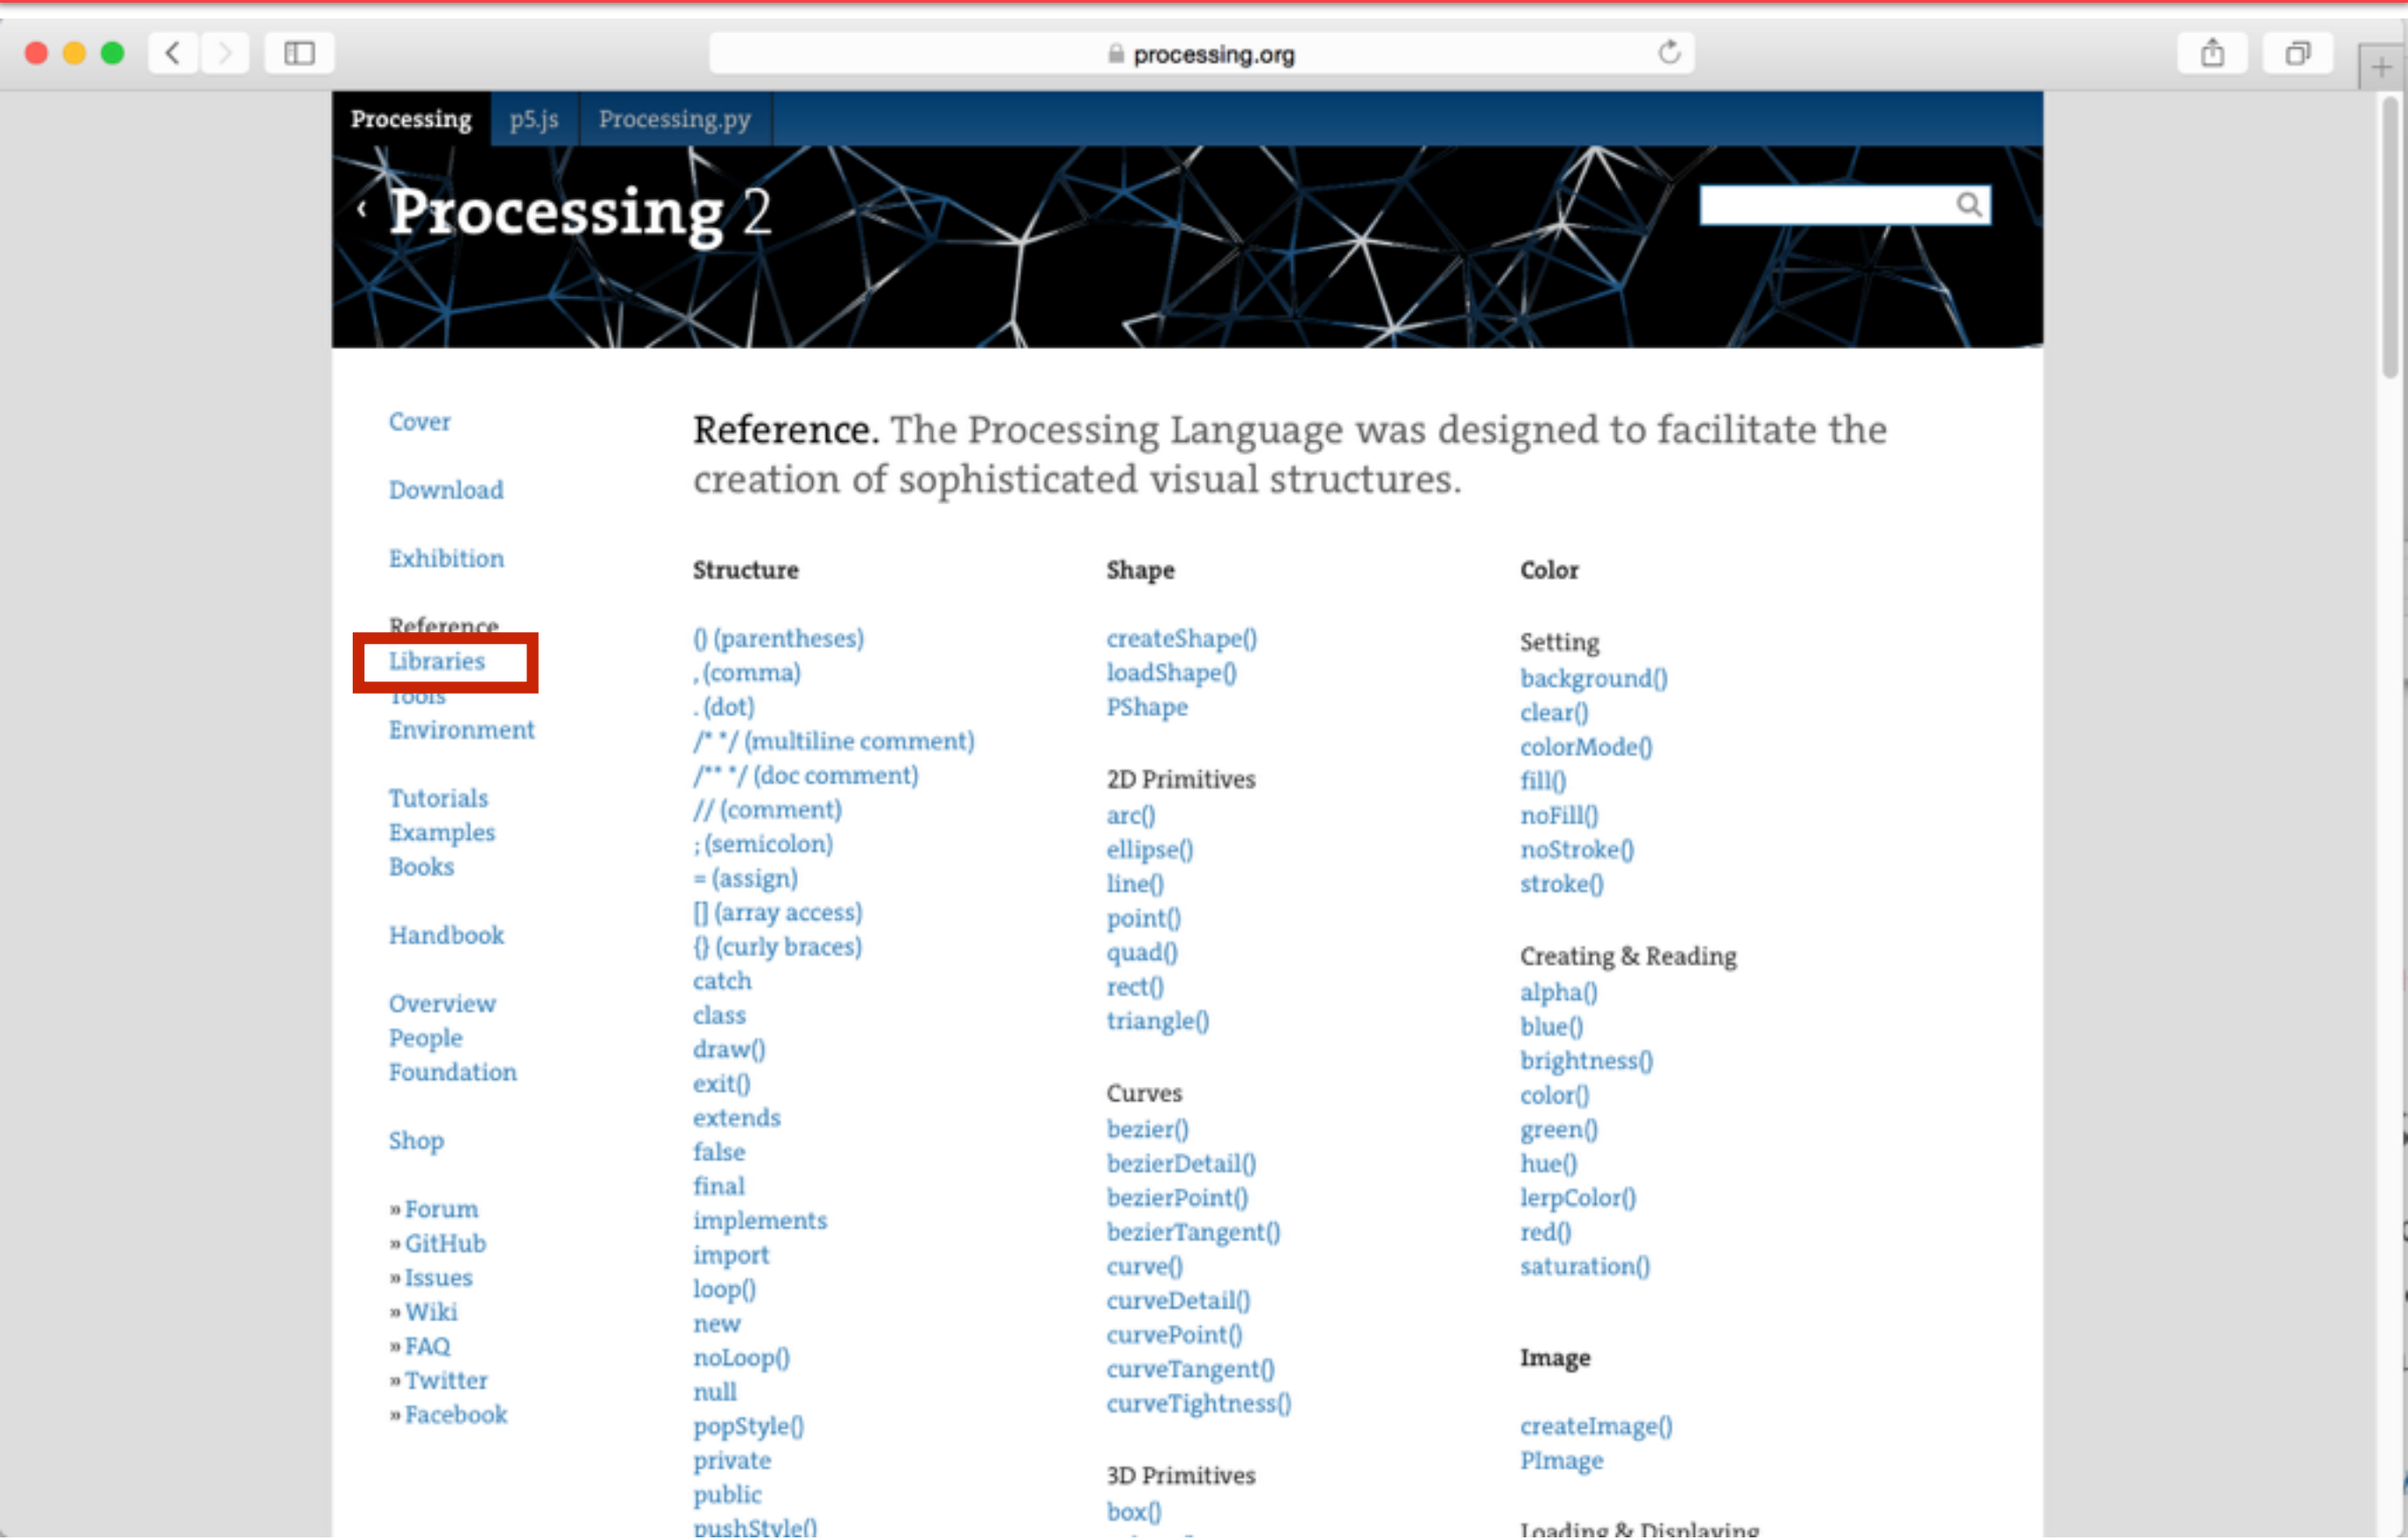 processing.org
Processing p5.js Processing.py
‹ Processing 2
Cover
Download
Exhibition
Reference
Libraries
Tools
Environment
Tutorials
Examples
Books
Handbook
Overview
People
Foundation
Shop
» Forum
» GitHub
» Issues
» Wiki
» FAQ
» Twitter
» Facebook
Reference. The Processing Language was designed to facilitate the
creation of sophisticated visual structures.
Structure
() (parentheses)
, (comma)
. (dot)
/* */ (multiline comment)
/** */ (doc comment)
// (comment)
; (semicolon)
= (assign)
[] (array access)
{} (curly braces)
catch
class
draw()
exit()
extends
false
final
implements
import
loop()
new
noLoop()
null
popStyle()
private
public
pushStyle()
Shape
createShape()
loadShape()
PShape
2D Primitives
arc()
ellipse()
line()
point()
quad()
rect()
triangle()
Curves
bezier()
bezierDetail()
bezierPoint()
bezierTangent()
curve()
curveDetail()
curvePoint()
curveTangent()
curveTightness()
3D Primitives
box()
Color
Setting
background()
clear()
colorMode()
fill()
noFill()
noStroke()
stroke()
Creating & Reading
alpha()
blue()
brightness()
color()
green()
hue()
lerpColor()
red()
saturation()
Image
createImage()
PImage
Loading & Displaying